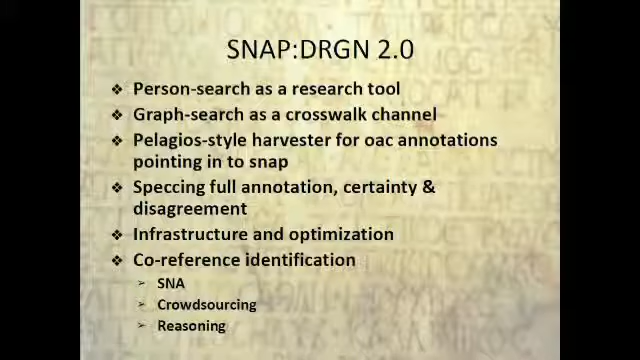 SNAP:DRGN 2.0
❖ Person-search as a research tool
❖ Graph-search as a crosswalk channel
❖ Pelagios-style harvester for oac annotations
pointing in to snap
❖ Speccing full annotation, certainty &
disagreement
❖ Infrastructure and optimization
❖ Co-reference identification
➢ SNA
➢ Crowdsourcing
➢ Reasoning